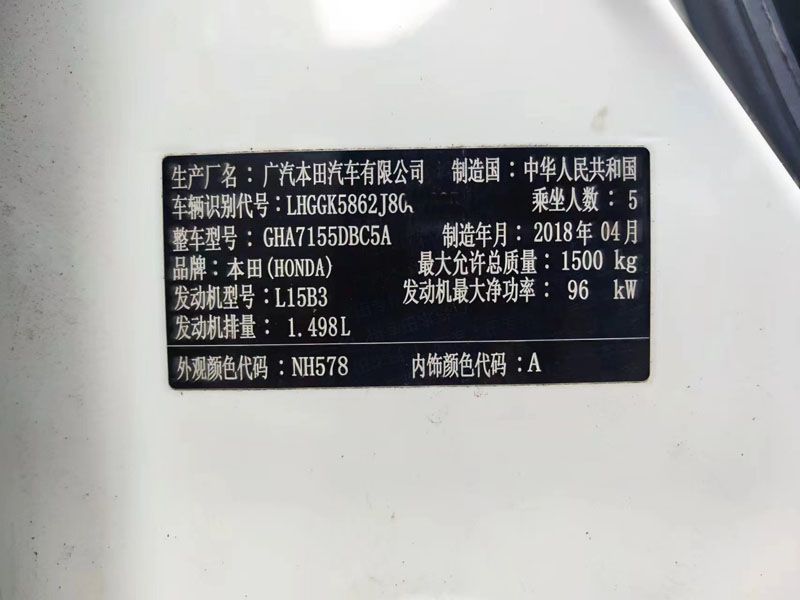 生产厂名：广汽本田汽车有限公司 制造国：中华人民共和国
车辆识别代号：LHGGK5862J80 乘坐人数：5
整车型号：GHA7155DBC5A 制造年月：2018年 04月
品牌：本田(HONDA) 最大允许总质量：1500 kg
发动机型号：L15B3 发动机最大净功率：96 kW
发动机排量：1.498L
外观颜色代码：NH578 内饰颜色代码：A